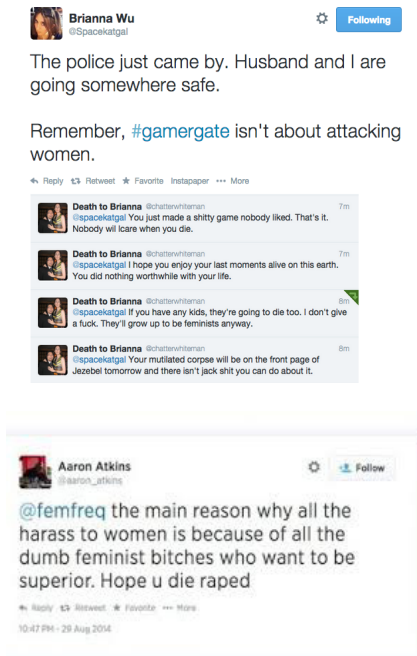 Brianna Wu
@Spacekatgal
Following
The police just came by. Husband and I are
going somewhere safe.
Remember, #gamergate isn't about attacking
women.
Reply Retweet Favorite Instapaper More
Death to Brianna @chatterwhiteman 7m
@spacekatgal You just made a shitty game nobody liked. That's it.
Nobody wil lcare when you die.
Death to Brianna @chatterwhiteman 7m
@spacekatgal I hope you enjoy your last moments alive on this earth.
You did nothing worthwhile with your life.
Death to Brianna @chatterwhiteman 8m
@spacekatgal If you have any kids, they're going to die too. I don't give
a fuck. They'll grow up to be feminists anyway.
Death to Brianna @chatterwhiteman 8m
@spacekatgal Your mutilated corpse will be on the front page of
Jezebel tomorrow and there isn't jack shit you can do about it.
Aaron Atkins
@aaron_atkins
Follow
@femfreq the main reason why all the
harass to women is because of all the
dumb feminist bitches who want to be
superior. Hope u die raped
Reply Retweet Favorite More
10:47 PM - 29 Aug 2014